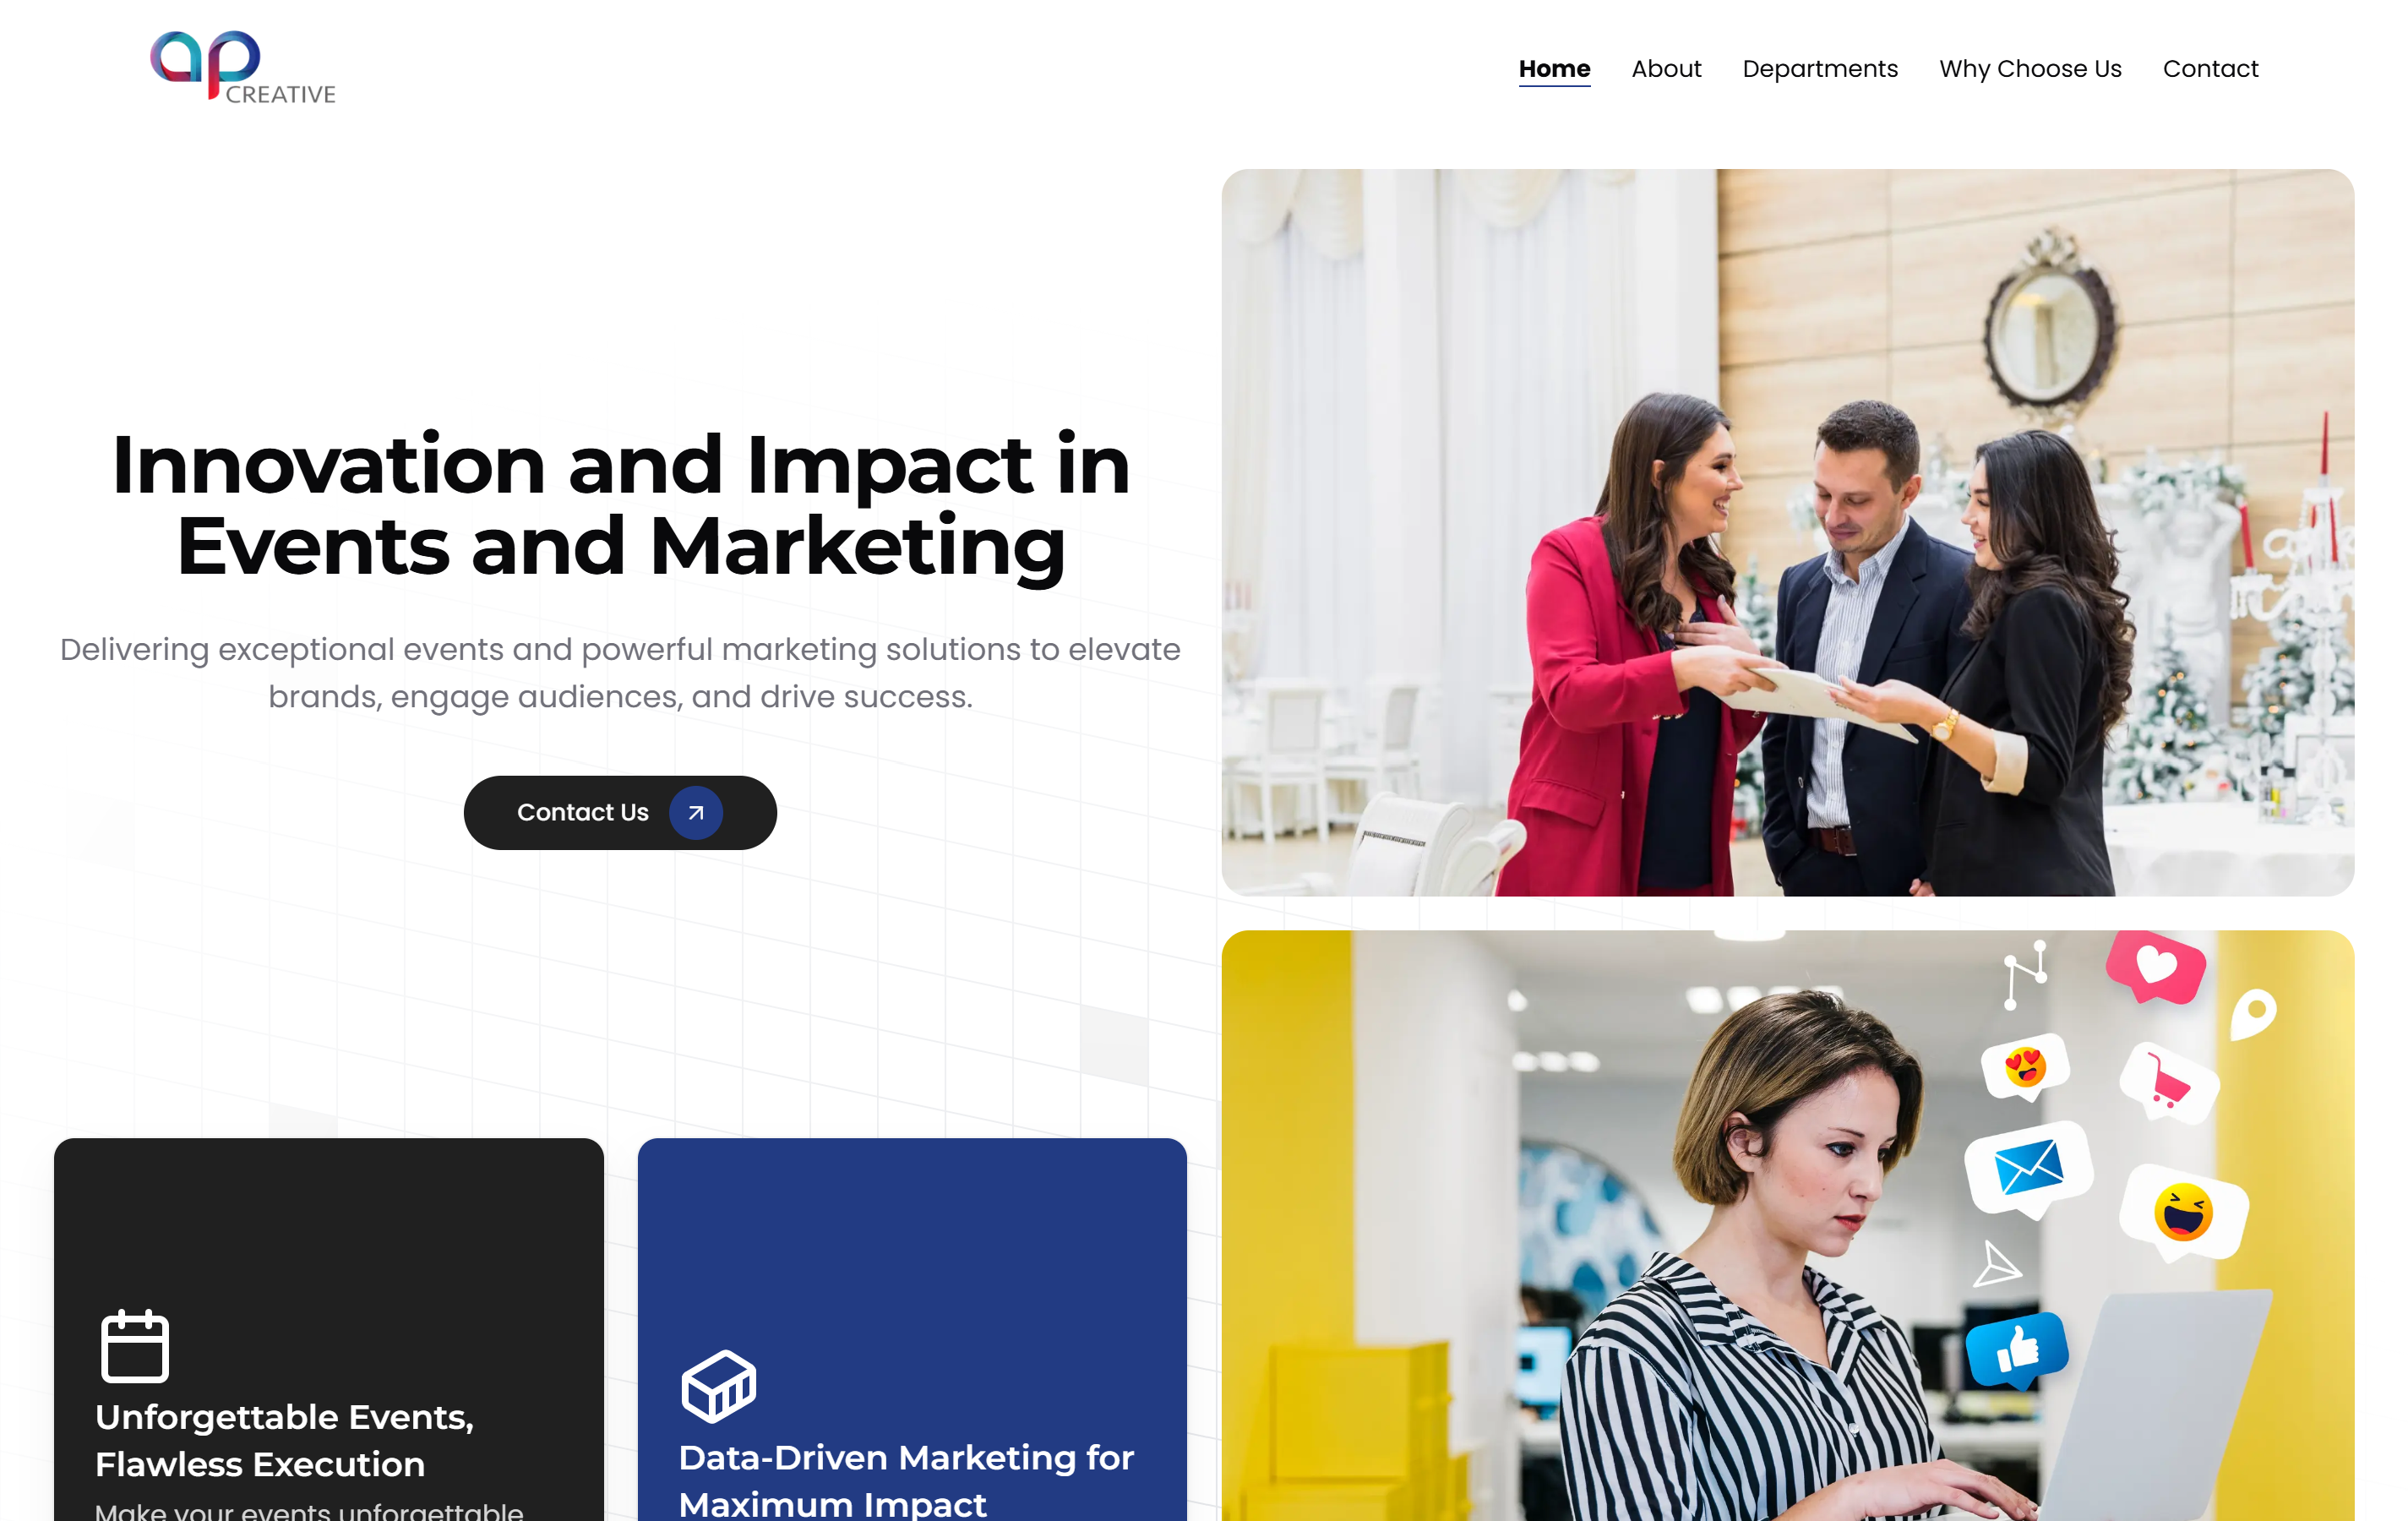 ap
CREATIVE
Home About Departments Why Choose Us Contact
Innovation and Impact in
Events and Marketing
Delivering exceptional events and powerful marketing solutions to elevate
brands, engage audiences, and drive success.
Contact Us
Unforgettable Events,
Flawless Execution
Make your events unforgettable
Data-Driven Marketing for
Maximum Impact